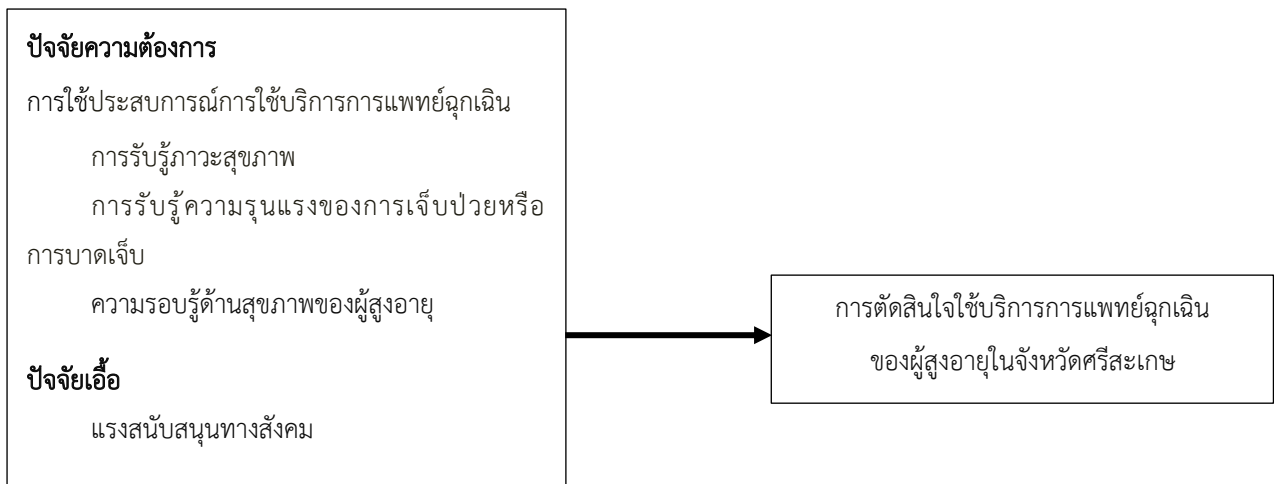 ปัจจัยความต้องการ
การใช้ประสบการณ์การใช้บริการการแพทย์ฉุกเฉิน
การรับรู้ภาวะสุขภาพ
การรับรู้ความรุนแรงของการเจ็บป่วยหรือ
การบาดเจ็บ
ความรอบรู้ด้านสุขภาพของผู้สูงอายุ
ปัจจัยเอื้อ
แรงสนับสนุนทางสังคม
การตัดสินใจใช้บริการการแพทย์ฉุกเฉิน
ของผู้สูงอายุในจังหวัดศรีสะเกษ